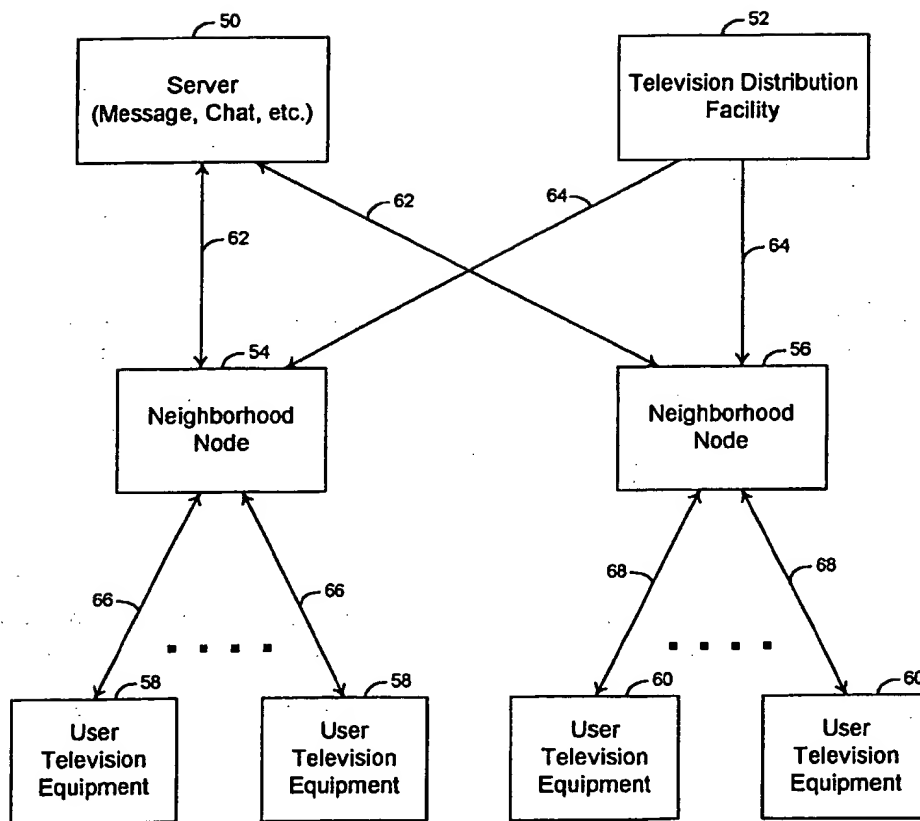 50
52
Server
(Message, Chat, etc.)
Television Distribution
Facility
62
64
62
64
54
56
Neighborhood
Node
Neighborhood
Node
66
66
68
68
58
58
60
60
User
Television
Equipment
User
Television
Equipment
User
Television
Equipment
User
Television
Equipment